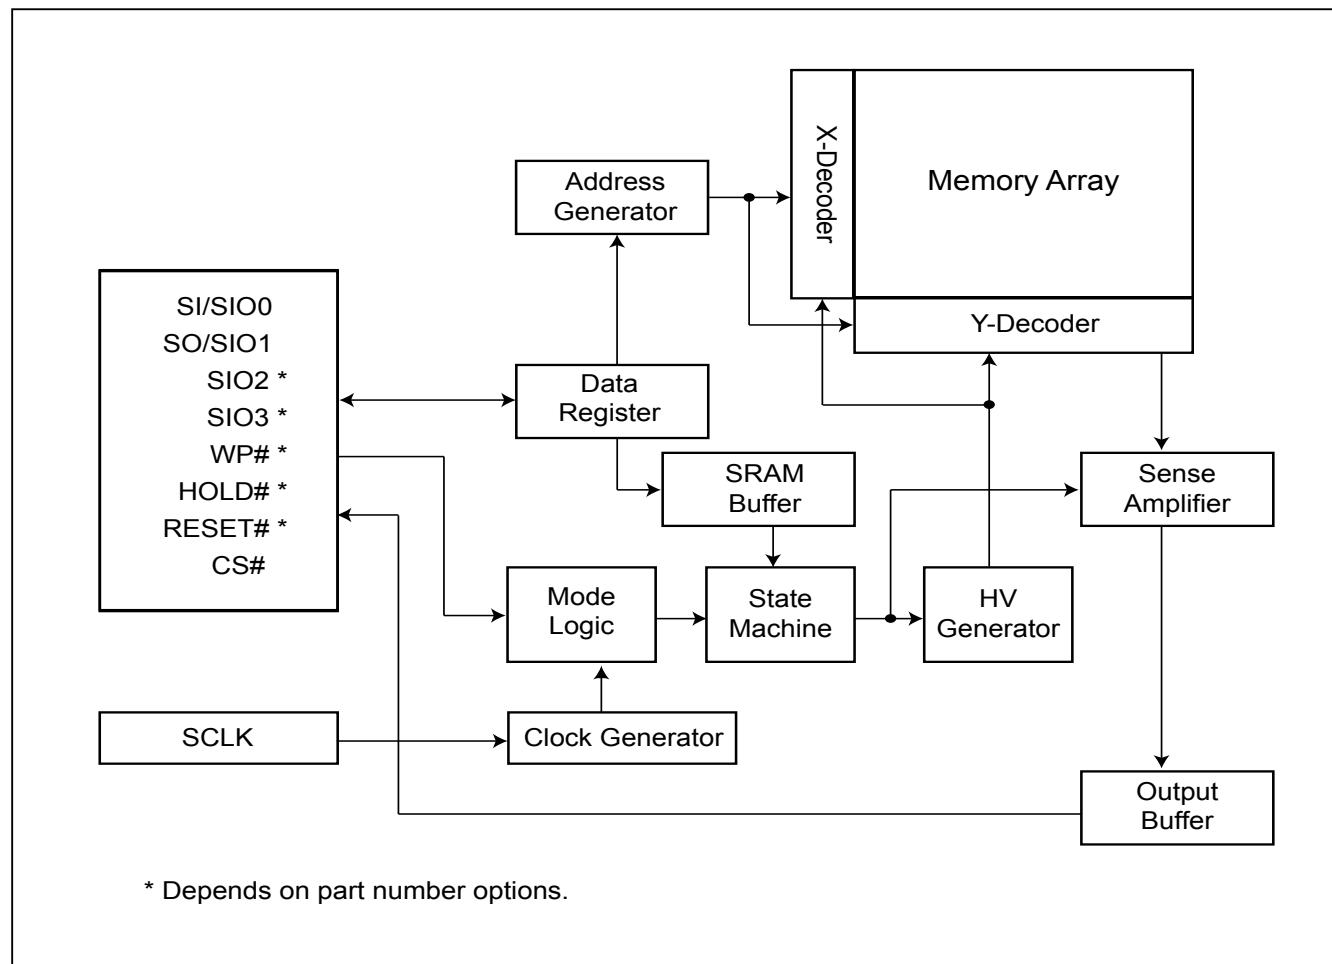 X-Decoder
Memory Array
Address
Generator
Y-Decoder
SI/SIO0
SO/SIO1
SIO2 *
SIO3 *
WP# *
HOLD# *
RESET# *
CS#
Data
Register
SRAM
Buffer
Sense
Amplifier
Mode
Logic
State
Machine
HV
Generator
SCLK
Clock Generator
Output
Buffer
* Depends on part number options.